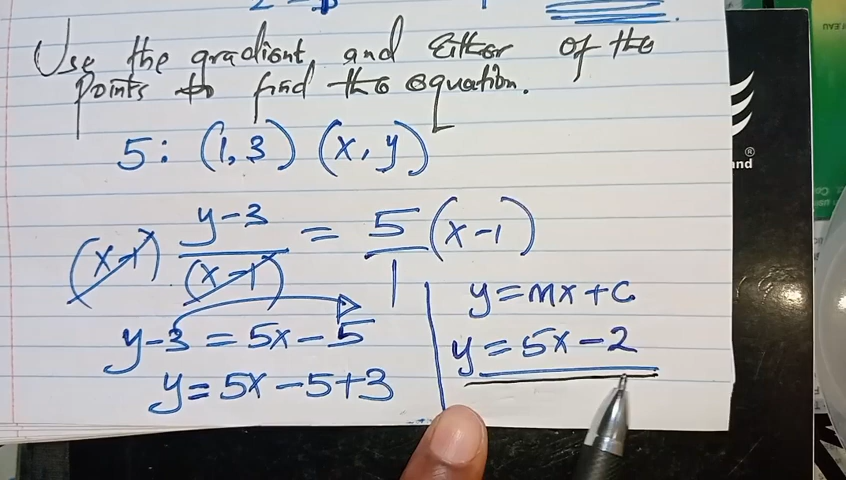 Use the gradient and Either of the
points to find the equation.
5: (1,3) (x, y)
(x-1) y-3/(x-1) = 5/1 (x-1)
y-3 = 5x-5
y=5x-5+3
y=mx+c
y=5x-2
and
®